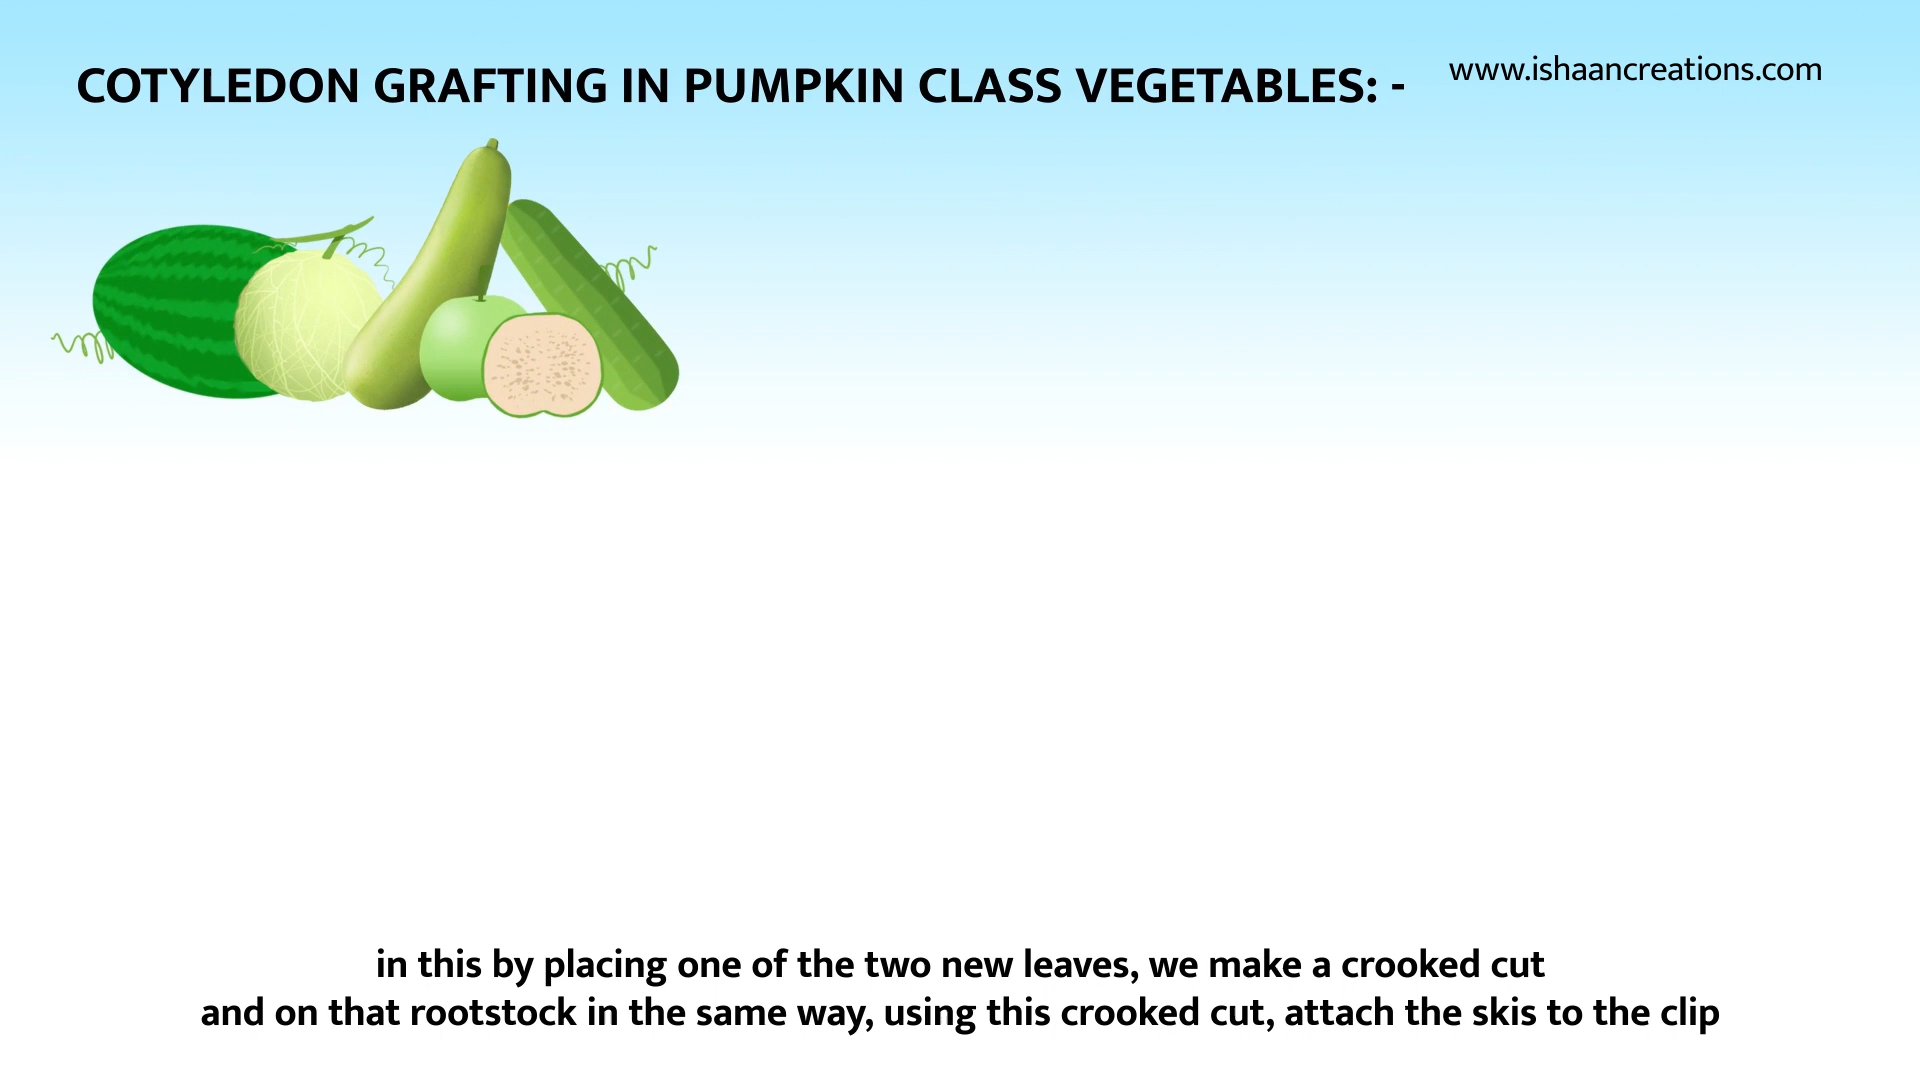 COTYLEDON GRAFTING IN PUMPKIN CLASS VEGETABLES: -
www.ishaancreations.com
in this by placing one of the two new leaves, we make a crooked cut
and on that rootstock in the same way, using this crooked cut, attach the skis to the clip